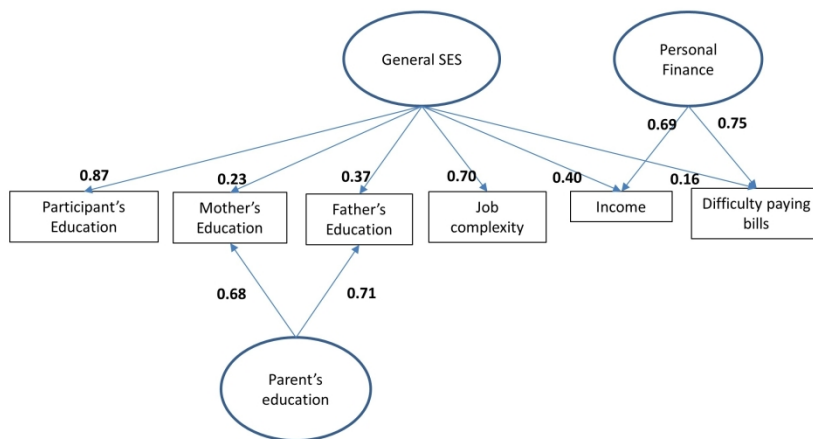 General SES
Personal
Finance
0.69
0.75
0.87
0.23
0.37
0.70
0.40
0.16
Participant's
Education
Mother's
Education
Father's
Education
Job
complexity
Income
Difficulty paying
bills
0.68
0.71
Parent's
education